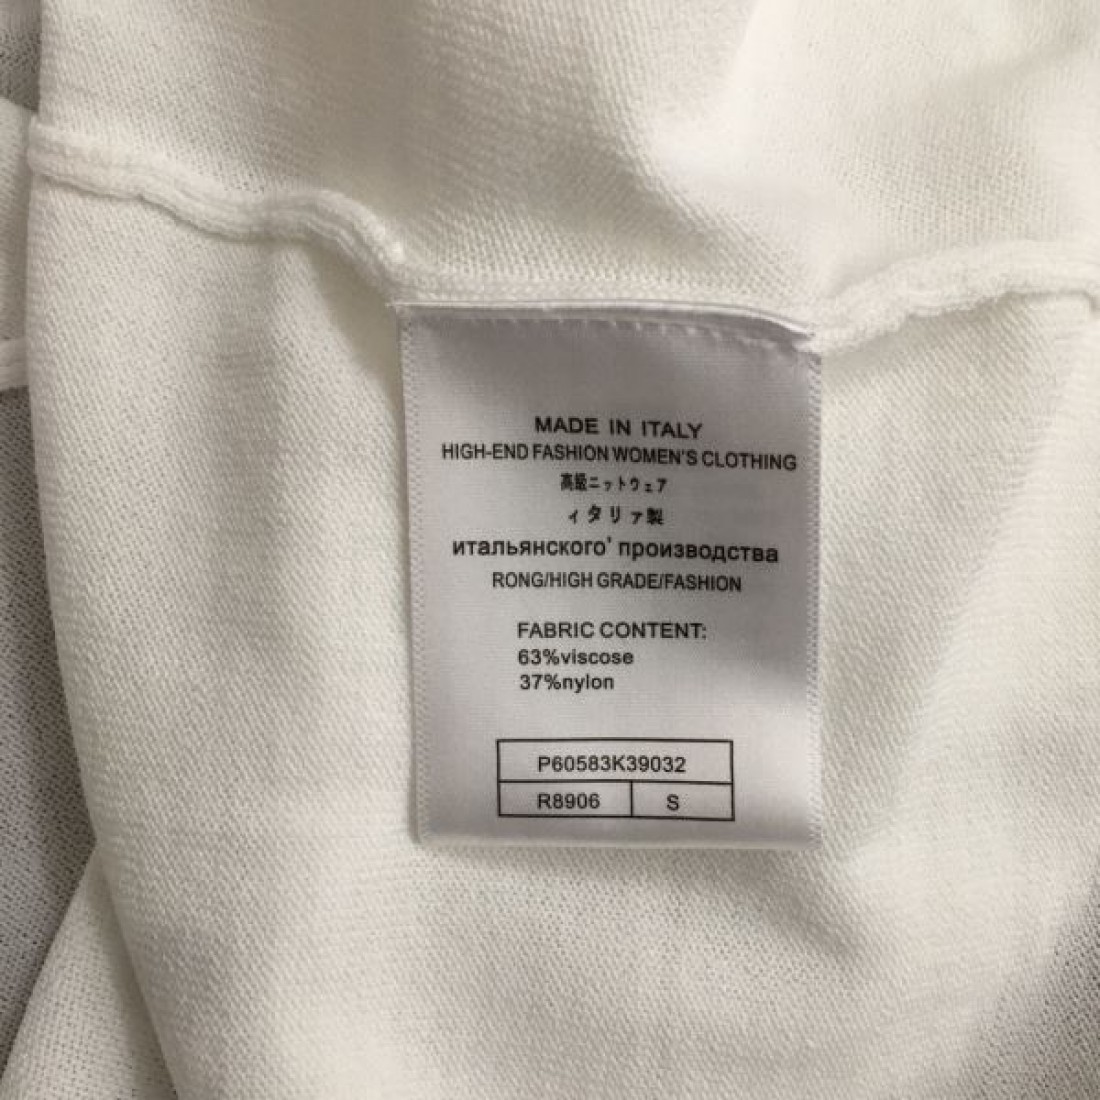 MADE IN ITALY
HIGH-END FASHION WOMEN'S CLOTHING
高級ニットウェア
ィタリァ製
итальянского' производства
RONG/HIGH GRADE/FASHION
FABRIC CONTENT:
63%viscose
37%nylon
P60583K39032
R8906 S